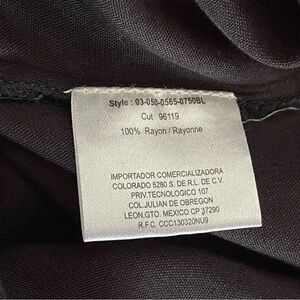 Style : 03-050-0565-0750BL
Cut 96119
100% Rayon / Rayonne
IMPORTADOR COMERCIALIZADORA
COLORADO 5280 S. DE R.L. DE C.V.
PRIV.TECNOLOGICO 107
COL.JULIAN DE OBREGON
LEON,GTO. MEXICO CP 37290
R.F.C. CCC130320NU9